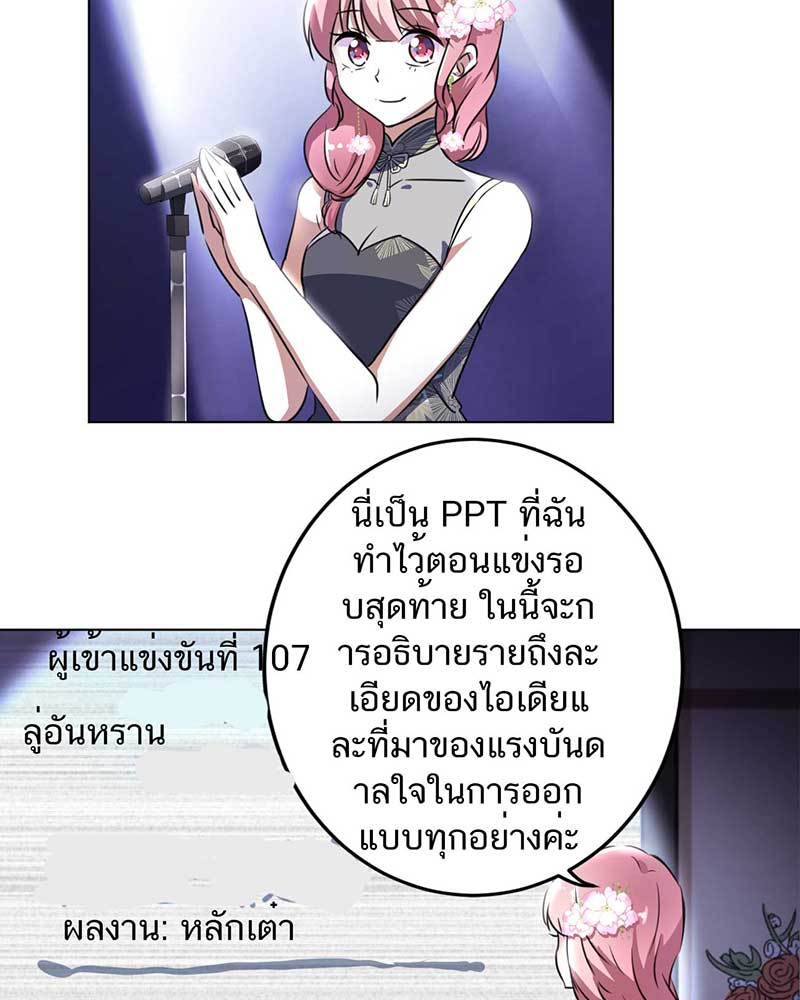 นี่เป็น PPT ที่ฉัน
ทำไว้ตอนแข่งรอ
บสุดท้าย ในนี้จะก
ารอธิบายรายถึงละ
เอียดของไอเดียแ
ละที่มาของแรงบันด
าลใจในการออก
แบบทุกอย่างค่ะ
ผู้เข้าแข่งขันที่ 107
ลู่อันหราน
ผลงาน: หลักเต๋า